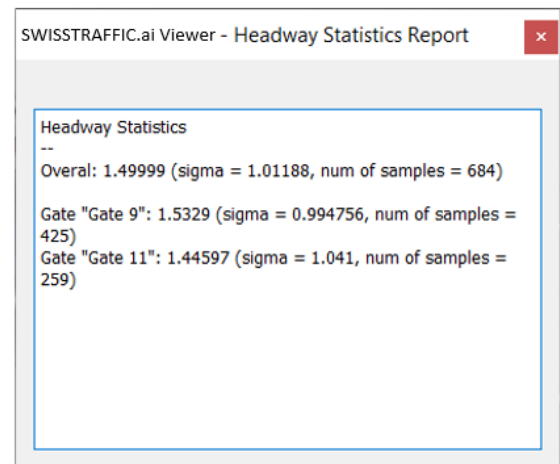 SWISSTRAFFIC.ai Viewer - Headway Statistics Report
×
Headway Statistics
--
Overal: 1.49999 (sigma = 1.01188, num of samples = 684)
Gate "Gate 9": 1.5329 (sigma = 0.994756, num of samples =
425)
Gate "Gate 11": 1.44597 (sigma = 1.041, num of samples =
259)